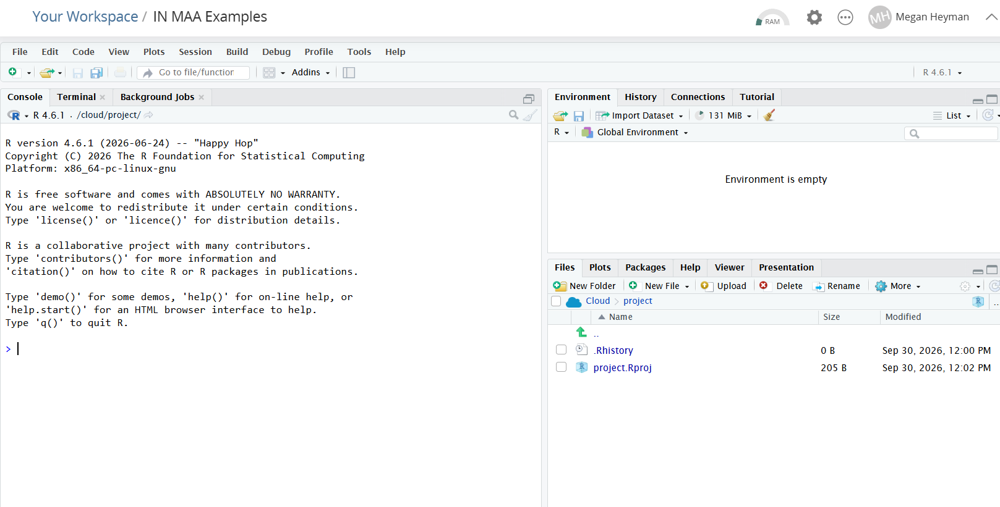 Your Workspace / IN MAA Examples
RAM
MH Megan Heyman
File Edit Code View Plots Session Build Debug Profile Tools Help
Go to file/function Addins
R 4.6.1
Console Terminal Background Jobs
R R 4.6.1 · /cloud/project/
R version 4.6.1 (2026-06-24) -- "Happy Hop"
Copyright (C) 2026 The R Foundation for Statistical Computing
Platform: x86_64-pc-linux-gnu
R is free software and comes with ABSOLUTELY NO WARRANTY.
You are welcome to redistribute it under certain conditions.
Type 'license()' or 'licence()' for distribution details.
R is a collaborative project with many contributors.
Type 'contributors()' for more information and
'citation()' on how to cite R or R packages in publications.
Type 'demo()' for some demos, 'help()' for on-line help, or
'help.start()' for an HTML browser interface to help.
Type 'q()' to quit R.
>
Environment History Connections Tutorial
Import Dataset 131 MiB List
R Global Environment
Environment is empty
Files Plots Packages Help Viewer Presentation
New Folder New File Upload Delete Rename More
Cloud > project R ..
Name Size Modified
..
.Rhistory 0 B Sep 30, 2026, 12:00 PM
R project.Rproj 205 B Sep 30, 2026, 12:02 PM